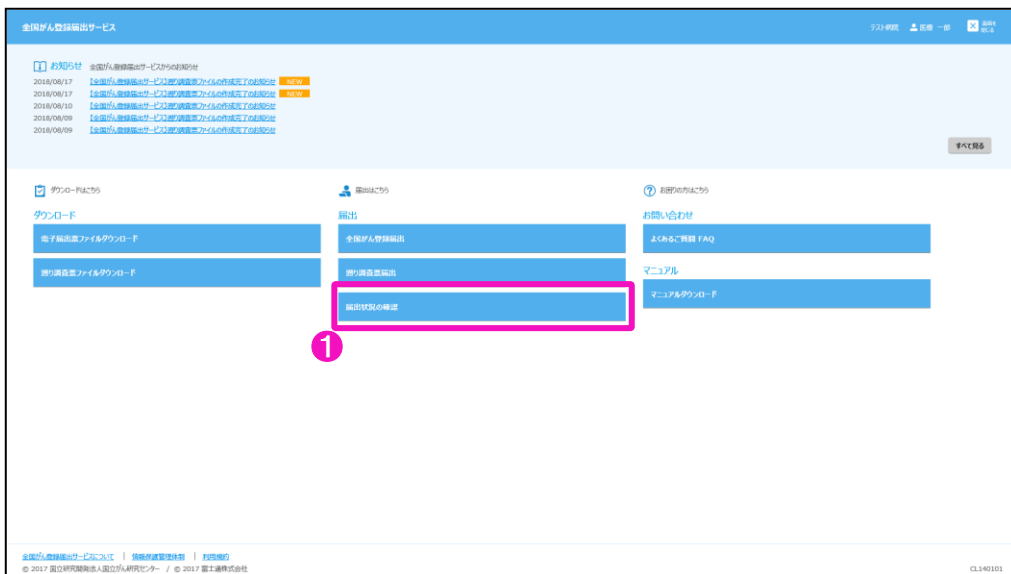 全国がん登録届出サービス
テスト病院 医療 一郎 画面を閉じる
お知らせ 全国がん登録届出サービスからのお知らせ
2018/08/17 【全国がん登録届出サービス】遡り調査票ファイルの作成完了のお知らせ NEW
2018/08/17 【全国がん登録届出サービス】遡り調査票ファイルの作成完了のお知らせ NEW
2018/08/10 【全国がん登録届出サービス】遡り調査票ファイルの作成完了のお知らせ
2018/08/09 【全国がん登録届出サービス】遡り調査票ファイルの作成完了のお知らせ
2018/08/09 【全国がん登録届出サービス】遡り調査票ファイルの作成完了のお知らせ
すべて見る
ダウンロードはこちら
ダウンロード
電子届出票ファイルダウンロード
遡り調査票ファイルダウンロード
届出はこちら
届出
全国がん登録届出
遡り調査票届出
届出状況の確認
1
お困りの方はこちら
お問い合わせ
よくあるご質問 FAQ
マニュアル
マニュアルダウンロード
全国がん登録届出サービスについて | 情報保護管理体制 | 利用規約
© 2017 国立研究開発法人国立がん研究センター / © 2017 富士通株式会社
CL140101